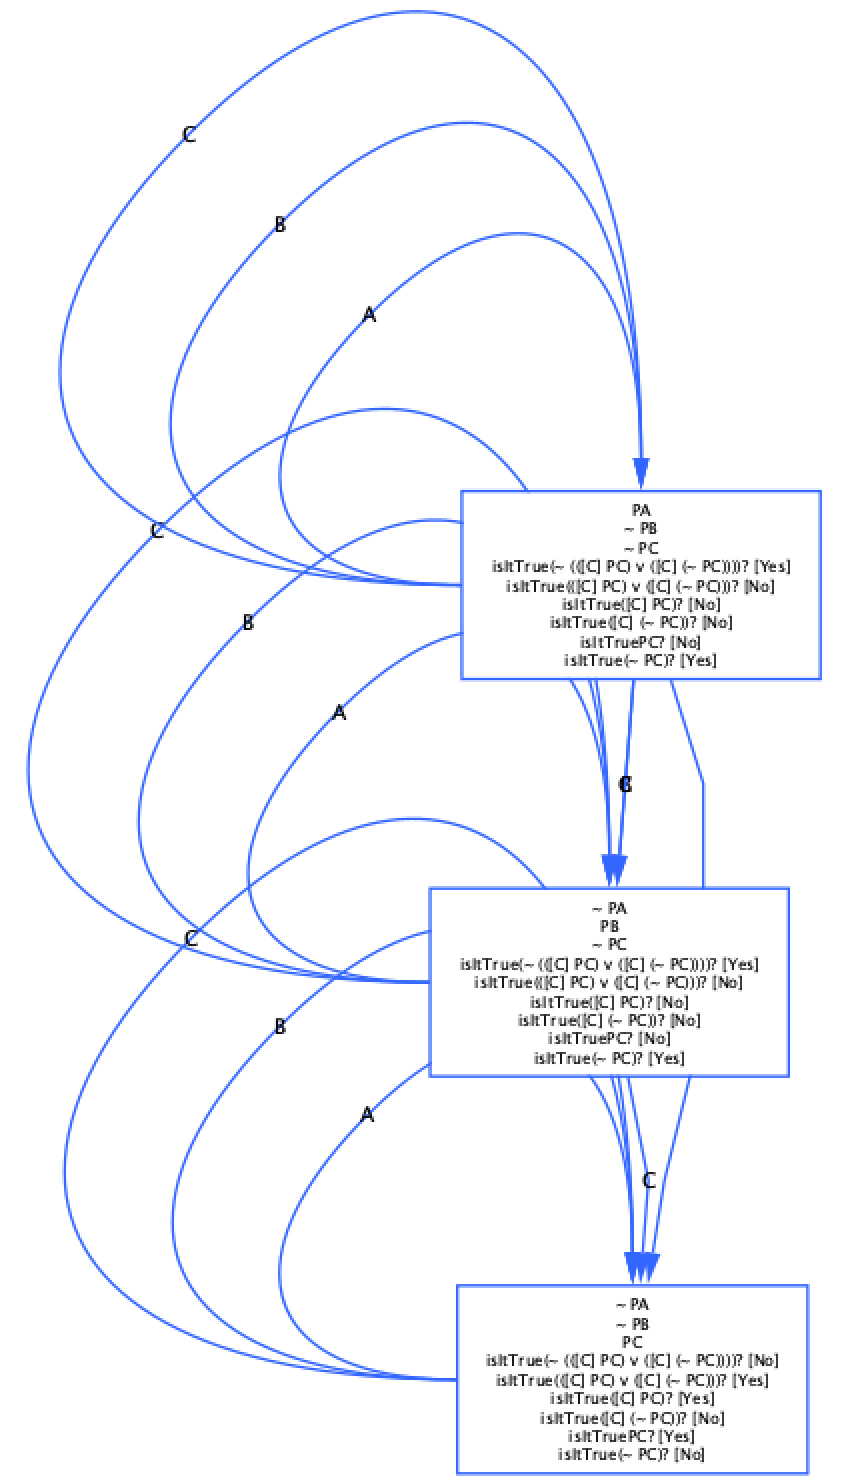 C
B
A
C
B
A
PA
~ PB
~ PC
isItTrue(~ (([C] PC) v ([C] (~ PC))))? [Yes]
isItTrue(([C] PC) v ([C] (~ PC)))? [No]
isItTrue([C] PC)? [No]
isItTrue([C] (~ PC))? [No]
isItTruePC? [No]
isItTrue(~ PC)? [Yes]
C
B
A
~ PA
PB
~ PC
isItTrue(~ (([C] PC) v ([C] (~ PC))))? [Yes]
isItTrue(([C] PC) v ([C] (~ PC)))? [No]
isItTrue([C] PC)? [No]
isItTrue([C] (~ PC))? [No]
isItTruePC? [No]
isItTrue(~ PC)? [Yes]
C
~ PA
~ PB
PC
isItTrue(~ (([C] PC) v ([C] (~ PC))))? [No]
isItTrue(([C] PC) v ([C] (~ PC)))? [Yes]
isItTrue([C] PC)? [Yes]
isItTrue([C] (~ PC))? [No]
isItTruePC? [Yes]
isItTrue(~ PC)? [No]